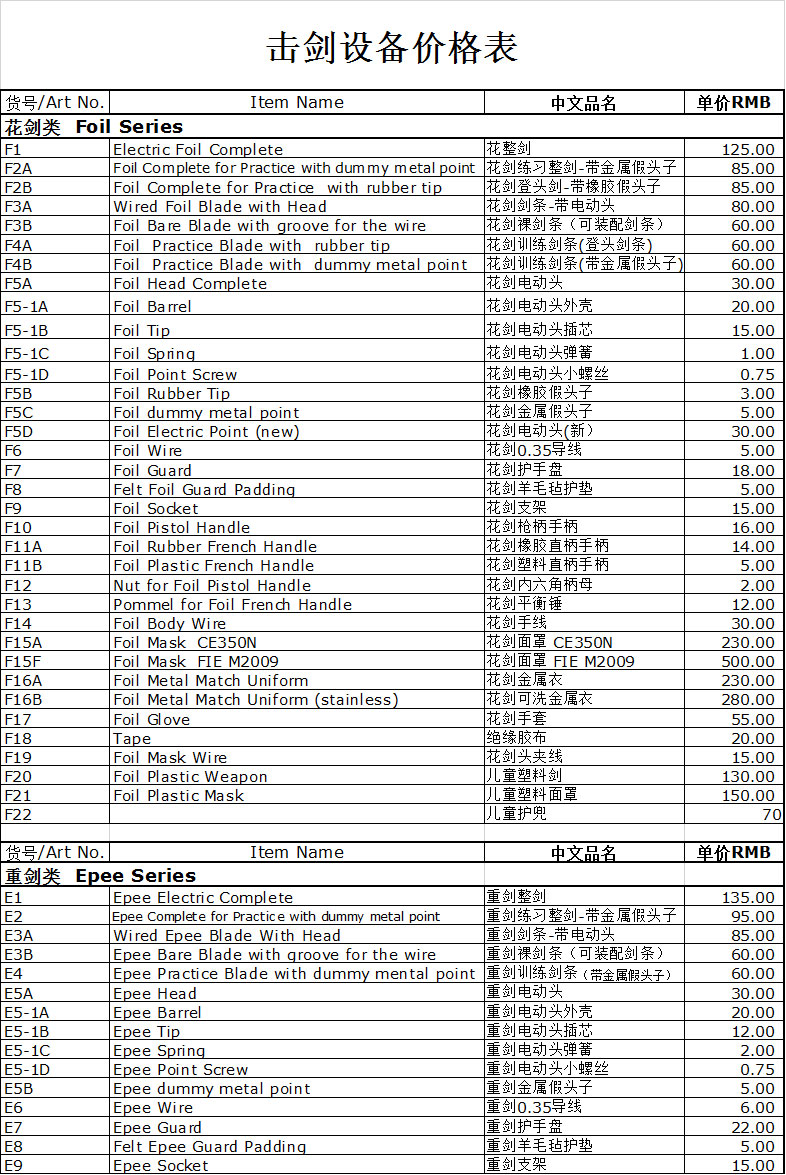 击剑设备价格表
货号/Art No. Item Name 中文品名 单价RMB
花剑类 Foil Series
F1 Electric Foil Complete 花整剑 125.00
F2A Foil Complete for Practice with dummy metal point 花剑练习整剑-带金属假头子 85.00
F2B Foil Complete for Practice with rubber tip 花剑登头剑-带橡胶假头子 85.00
F3A Wired Foil Blade with Head 花剑剑条-带电动头 80.00
F3B Foil Bare Blade with groove for the wire 花剑裸剑条（可装配剑条） 60.00
F4A Foil Practice Blade with rubber tip 花剑训练剑条(登头剑条) 60.00
F4B Foil Practice Blade with dummy metal point 花剑训练剑条(带金属假头子) 60.00
F5A Foil Head Complete 花剑电动头 30.00
F5-1A Foil Barrel 花剑电动头外壳 20.00
F5-1B Foil Tip 花剑电动头插芯 15.00
F5-1C Foil Spring 花剑电动头弹簧 1.00
F5-1D Foil Point Screw 花剑电动头小螺丝 0.75
F5B Foil Rubber Tip 花剑橡胶假头子 3.00
F5C Foil dummy metal point 花剑金属假头子 5.00
F5D Foil Electric Point (new) 花剑电动头(新） 30.00
F6 Foil Wire 花剑0.35导线 5.00
F7 Foil Guard 花剑护手盘 18.00
F8 Felt Foil Guard Padding 花剑羊毛毡护垫 5.00
F9 Foil Socket 花剑支架 15.00
F10 Foil Pistol Handle 花剑枪柄手柄 16.00
F11A Foil Rubber French Handle 花剑橡胶直柄手柄 14.00
F11B Foil Plastic French Handle 花剑塑料直柄手柄 5.00
F12 Nut for Foil Pistol Handle 花剑内六角柄母 2.00
F13 Pommel for Foil French Handle 花剑平衡锤 12.00
F14 Foil Body Wire 花剑手线 30.00
F15A Foil Mask CE350N 花剑面罩 CE350N 230.00
F15F Foil Mask FIE M2009 花剑面罩 FIE M2009 500.00
F16A Foil Metal Match Uniform 花剑金属衣 230.00
F16B Foil Metal Match Uniform (stainless) 花剑可洗金属衣 280.00
F17 Foil Glove 花剑手套 55.00
F18 Tape 绝缘胶布 20.00
F19 Foil Mask Wire 花剑头夹线 15.00
F20 Foil Plastic Weapon 儿童塑料剑 130.00
F21 Foil Plastic Mask 儿童塑料面罩 150.00
F22 儿童护兜 70
货号/Art No. Item Name 中文品名 单价RMB
重剑类 Epee Series
E1 Epee Electric Complete 重剑整剑 135.00
E2 Epee Complete for Practice with dummy metal point 重剑练习整剑-带金属假头子 95.00
E3A Wired Epee Blade With Head 重剑剑条-带电动头 85.00
E3B Epee Bare Blade with groove for the wire 重剑裸剑条（可装配剑条） 60.00
E4 Epee Practice Blade with dummy mental point 重剑训练剑条（带金属假头子） 60.00
E5A Epee Head 重剑电动头 30.00
E5-1A Epee Barrel 重剑电动头外壳 20.00
E5-1B Epee Tip 重剑电动头插芯 12.00
E5-1C Epee Spring 重剑电动头弹簧 2.00
E5-1D Epee Point Screw 重剑电动头小螺丝 0.75
E5B Epee dummy metal point 重剑金属假头子 5.00
E6 Epee Wire 重剑0.35导线 6.00
E7 Epee Guard 重剑护手盘 22.00
E8 Felt Epee Guard Padding 重剑羊毛毡护垫 5.00
E9 Epee Socket 重剑支架 15.00